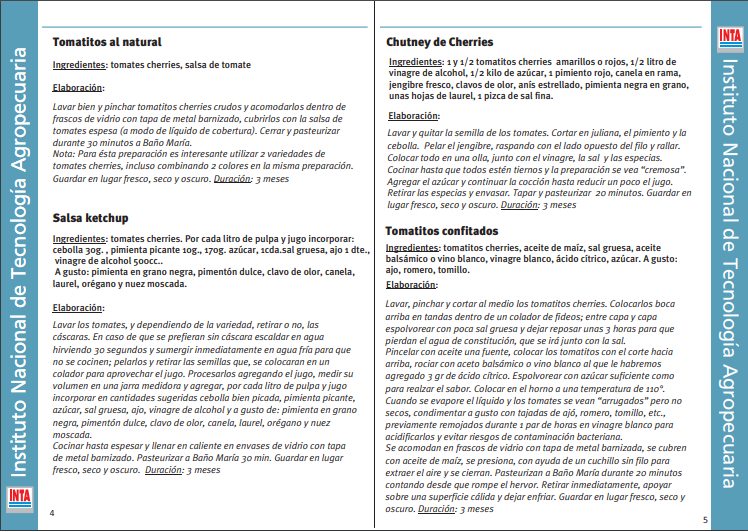 Instituto Nacional de Tecnología Agropecuaria
INTA
Tomatitos al natural
Ingredientes: tomates cherries, salsa de tomate
Elaboración:
Lavar bien y pinchar tomatitos cherries crudos y acomodarlos dentro de
frascos de vidrio con tapa de metal barnizado, cubrirlos con la salsa de
tomates espesa (a modo de líquido de cobertura). Cerrar y pasteurizar
durante 30 minutos a Baño María.
Nota: Para ésta preparación es interesante utilizar 2 variedades de
tomates cherries, incluso combinando 2 colores en la misma preparación.
Guardar en lugar fresco, seco y oscuro. Duración: 3 meses
Salsa ketchup
Ingredientes: tomates cherries. Por cada litro de pulpa y jugo incorporar:
cebolla 30g. , pimienta picante 10g., 170g. azúcar, 1cda.sal gruesa, ajo 1 dte.,
vinagre de alcohol 500cc..
A gusto: pimienta en grano negra, pimentón dulce, clavo de olor, canela,
laurel, orégano y nuez moscada.
Elaboración:
Lavar los tomates, y dependiendo de la variedad, retirar o no, las
cáscaras. En caso de que se prefieran sin cáscara escaldar en agua
hirviendo 30 segundos y sumergir inmediatamente en agua fría para que
no se cocinen; pelarlos y retirar las semillas que, se colocaran en un
colador para aprovechar el jugo. Procesarlos agregando el jugo, medir su
volumen en una jarra medidora y agregar, por cada litro de pulpa y jugo
incorporar en cantidades sugeridas cebolla bien picada, pimienta picante,
azúcar, sal gruesa, ajo, vinagre de alcohol y a gusto de: pimienta en grano
negra, pimentón dulce, clavo de olor, canela, laurel, orégano y nuez
moscada.
Cocinar hasta espesar y llenar en caliente en envases de vidrio con tapa
de metal barnizado. Pasteurizar a Baño María 30 min. Guardar en lugar
fresco, seco y oscuro. Duración: 3 meses
4
Chutney de Cherries
Ingredientes: 1 y 1/2 tomatitos cherries amarillos o rojos, 1/2 litro de
vinagre de alcohol, 1/2 kilo de azúcar, 1 pimiento rojo, canela en rama,
jengibre fresco, clavos de olor, anís estrellado, pimienta negra en grano,
unas hojas de laurel, 1 pizca de sal fina.
Elaboración:
Lavar y quitar la semilla de los tomates. Cortar en juliana, el pimiento y la
cebolla. Pelar el jengibre, raspando con el lado opuesto del filo y rallar.
Colocar todo en una olla, junto con el vinagre, la sal y las especias.
Cocinar hasta que todos estén tiernos y la preparación se vea “cremosa”.
Agregar el azúcar y continuar la cocción hasta reducir un poco el jugo.
Retirar las especias y envasar. Tapar y pasteurizar 20 minutos. Guardar en
lugar fresco, seco y oscuro. Duración: 3 meses
Tomatitos confitados
Ingredientes: tomatitos cherries, aceite de maíz, sal gruesa, aceite
balsámico o vino blanco, vinagre blanco, ácido cítrico, azúcar. A gusto:
ajo, romero, tomillo.
Elaboración:
Lavar, pinchar y cortar al medio los tomatitos cherries. Colocarlos boca
arriba en tandas dentro de un colador de fideos; entre capa y capa
espolvorear con poca sal gruesa y dejar reposar unas 3 horas para que
pierdan el agua de constitución, que se irá junto con la sal.
Pincelar con aceite una fuente, colocar los tomatitos con el corte hacia
arriba, rociar con aceto balsámico o vino blanco al que le habremos
agregado 3 gr de ácido cítrico. Espolvorear con azúcar suficiente como
para realzar el sabor. Colocar en el horno a una temperatura de 110º.
Cuando se evapore el líquido y los tomates se vean “arrugados” pero no
secos, condimentar a gusto con tajadas de ajó, romero, tomillo, etc.,
previamente remojados durante 1 par de horas en vinagre blanco para
acidificarlos y evitar riesgos de contaminación bacteriana.
Se acomodan en frascos de vidrio con tapa de metal barnizada, se cubren
con aceite de maíz, se presiona, con ayuda de un cuchillo sin filo para
extraer el aire y se cierran. Pasteurizan a Baño María durante 20 minutos
contando desde que rompe el hervor. Retirar inmediatamente, apoyar
sobre una superficie cálida y dejar enfriar. Guardar en lugar fresco, seco y
oscuro. Duración: 3 meses
5
INTA
Instituto Nacional de Tecnología Agropecuaria